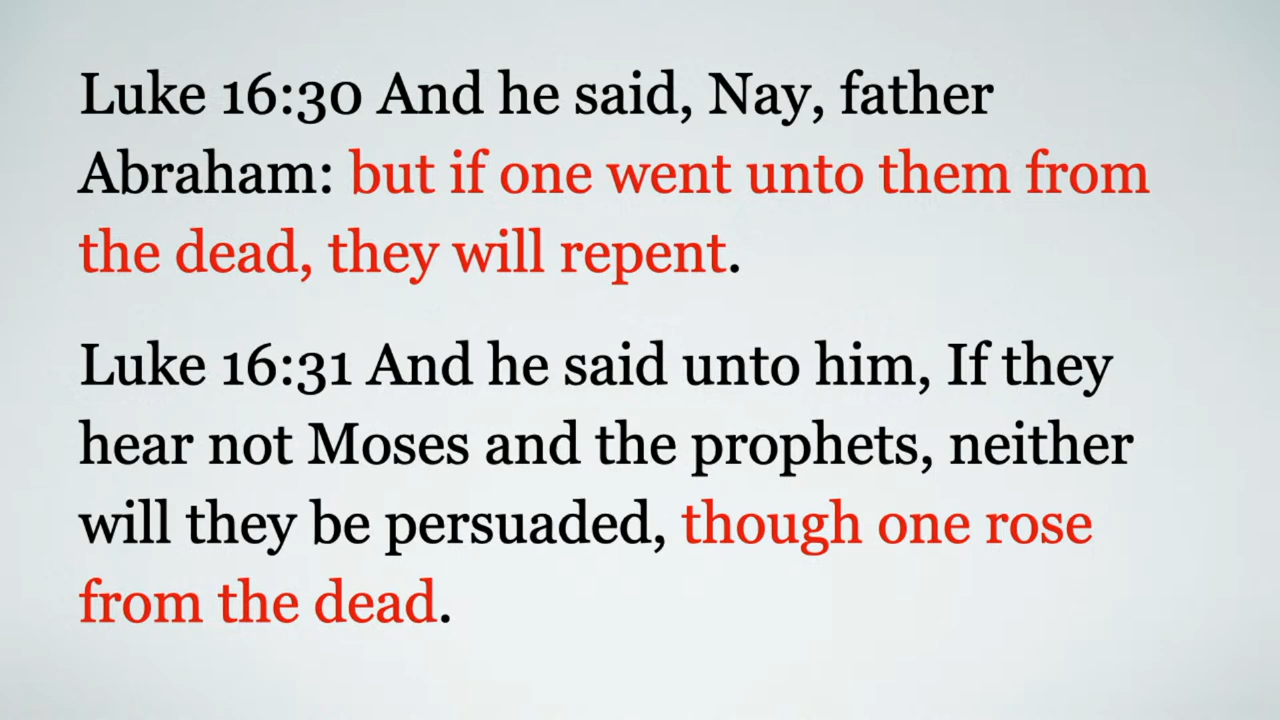 Luke 16:30 And he said, Nay, father
Abraham: but if one went unto them from
the dead, they will repent.
Luke 16:31 And he said unto him, If they
hear not Moses and the prophets, neither
will they be persuaded, though one rose
from the dead.